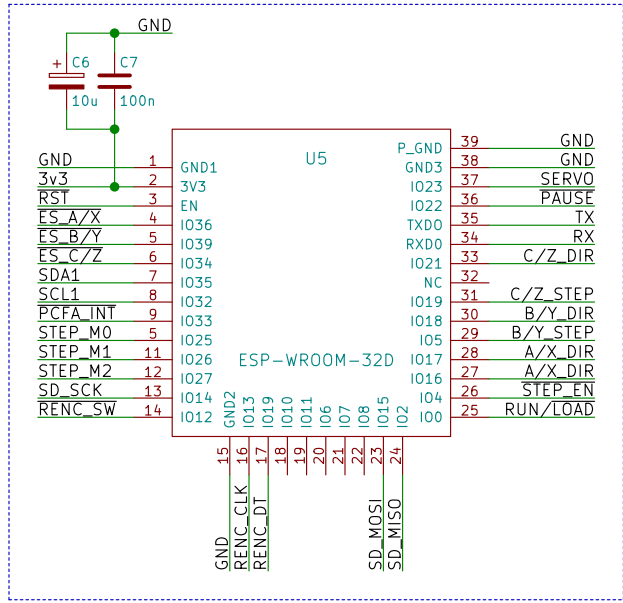 GND
+ C6 C7
10u 100n
U5
GND 1 GND1
3v3 2 3V3
RST 3 EN
ES_A/X 4 IO36
ES_B/Y 5 IO39
ES_C/Z 6 IO34
SDA1 7 IO35
SCL1 8 IO32
PCFA_INT 9 IO33
STEP_M0 5 IO25
STEP_M1 11 IO26
STEP_M2 12 IO27
SD_SCK 13 IO14
RENC_SW 14 IO12
P_GND 39 GND
GND3 38 GND
IO23 37 SERVO
IO22 36 PAUSE
TXD0 35 TX
RXD0 34 RX
IO21 33 C/Z_DIR
NC 32
IO19 31 C/Z_STEP
IO18 30 B/Y_DIR
IO5 29 B/Y_STEP
IO17 28 A/X_DIR
IO16 27 A/X_DIR
IO4 26 STEP_EN
IO0 25 RUN/LOAD
ESP-WROOM-32D
GND2 15 GND
IO13 16 RENC_CLK
IO19 17 RENC_DT
IO10 18
IO11 19
IO6 20
IO7 21
IO8 22
IO15 23 SD_MOSI
IO2 24 SD_MISO